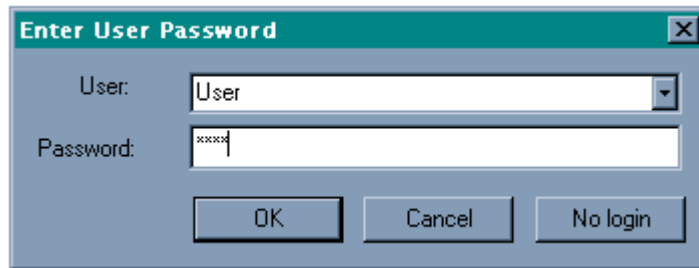 Enter User Password
User: User
Password: ****
OK Cancel No login